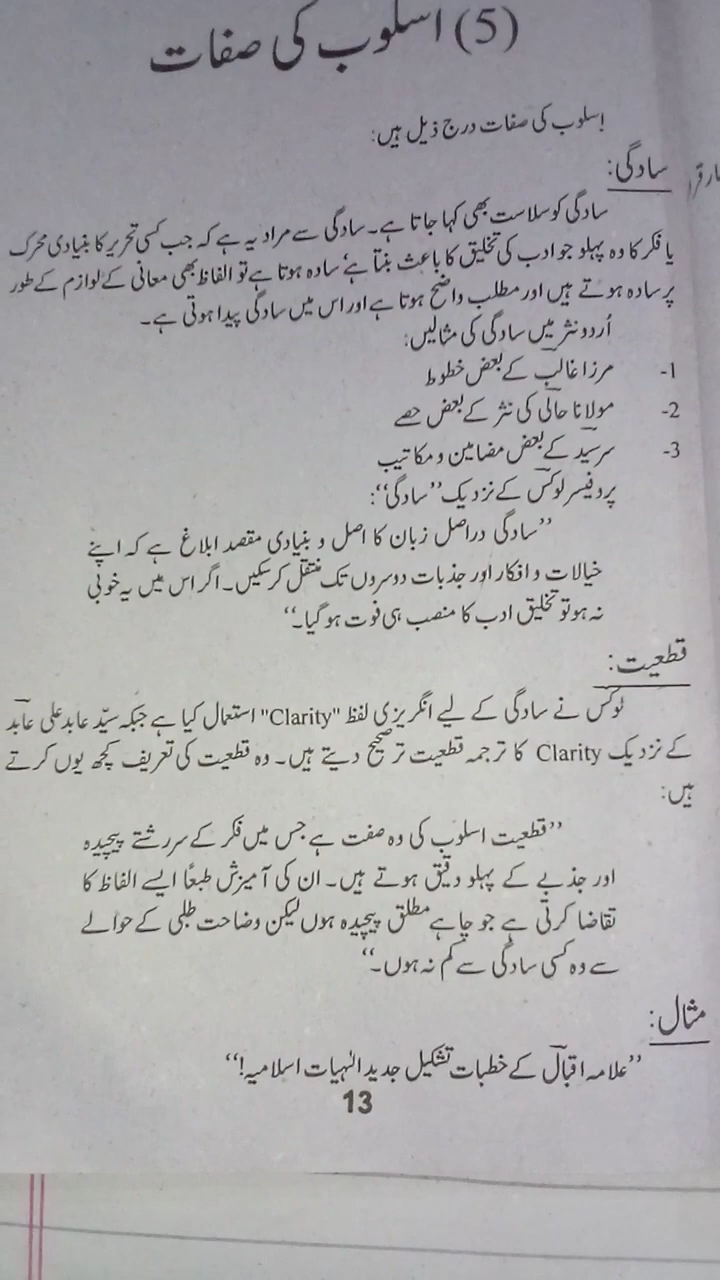 (5) اسلوب کی صفات
اسلوب کی صفات درج ذیل ہیں:
سادگی:
سادگی کو سلاست بھی کہا جاتا ہے۔ سادگی سے مراد یہ ہے کہ جب کسی تحریر کا بنیادی محرک
یا فکر کا وہ پہلو جو ادب کی تخلیق کا باعث بنتا ہے‘ سادہ ہوتا ہے تو الفاظ بھی معانی کے لوازم کے طور
پر سادہ ہوتے ہیں اور مطلب واضح ہوتا ہے اور اس میں سادگی پیدا ہوتی ہے۔
اُردو نثر میں سادگی کی مثالیں:
1- مرزا غالبؔ کے بعض خطوط
2- مولانا حالیؔ کی نثر کے بعض حصے
3- سرسیّد کے بعض مضامین و مکاتیب
پروفیسر لوکسؔ کے نزدیک ”سادگی“:
”سادگی دراصل زبان کا اصل و بنیادی مقصد ابلاغ ہے کہ اپنے
خیالات و افکار اور جذبات دوسروں تک منتقل کر سکیں۔ اگر اس میں یہ خوبی
نہ ہو تو تخلیق ادب کا منصب ہی فوت ہو گیا۔“
قطعیت:
لوکس نے سادگی کے لیے انگریزی لفظ "Clarity" استعمال کیا ہے جبکہ سیّد عابد علی عابدؔ
کے نزدیک Clarity کا ترجمہ قطعیت ترجیح دیتے ہیں۔ وہ قطعیت کی تعریف کچھ یوں کرتے
ہیں:
”قطعیت اسلوب کی وہ صفت ہے جس میں فکر کے سررشتے پیچیدہ
اور جذبے کے پہلو دقیق ہوتے ہیں۔ ان کی آمیزش طبعاً ایسے الفاظ کا
تقاضا کرتی ہے جو چاہے مطلق پیچیدہ ہوں لیکن وضاحت طلبی کے حوالے
سے وہ کسی سادگی سے کم نہ ہوں۔“
مثال:
”علامہ اقبالؔ کے خطبات تشکیل جدید الٰہیات اسلامیہ!“
13